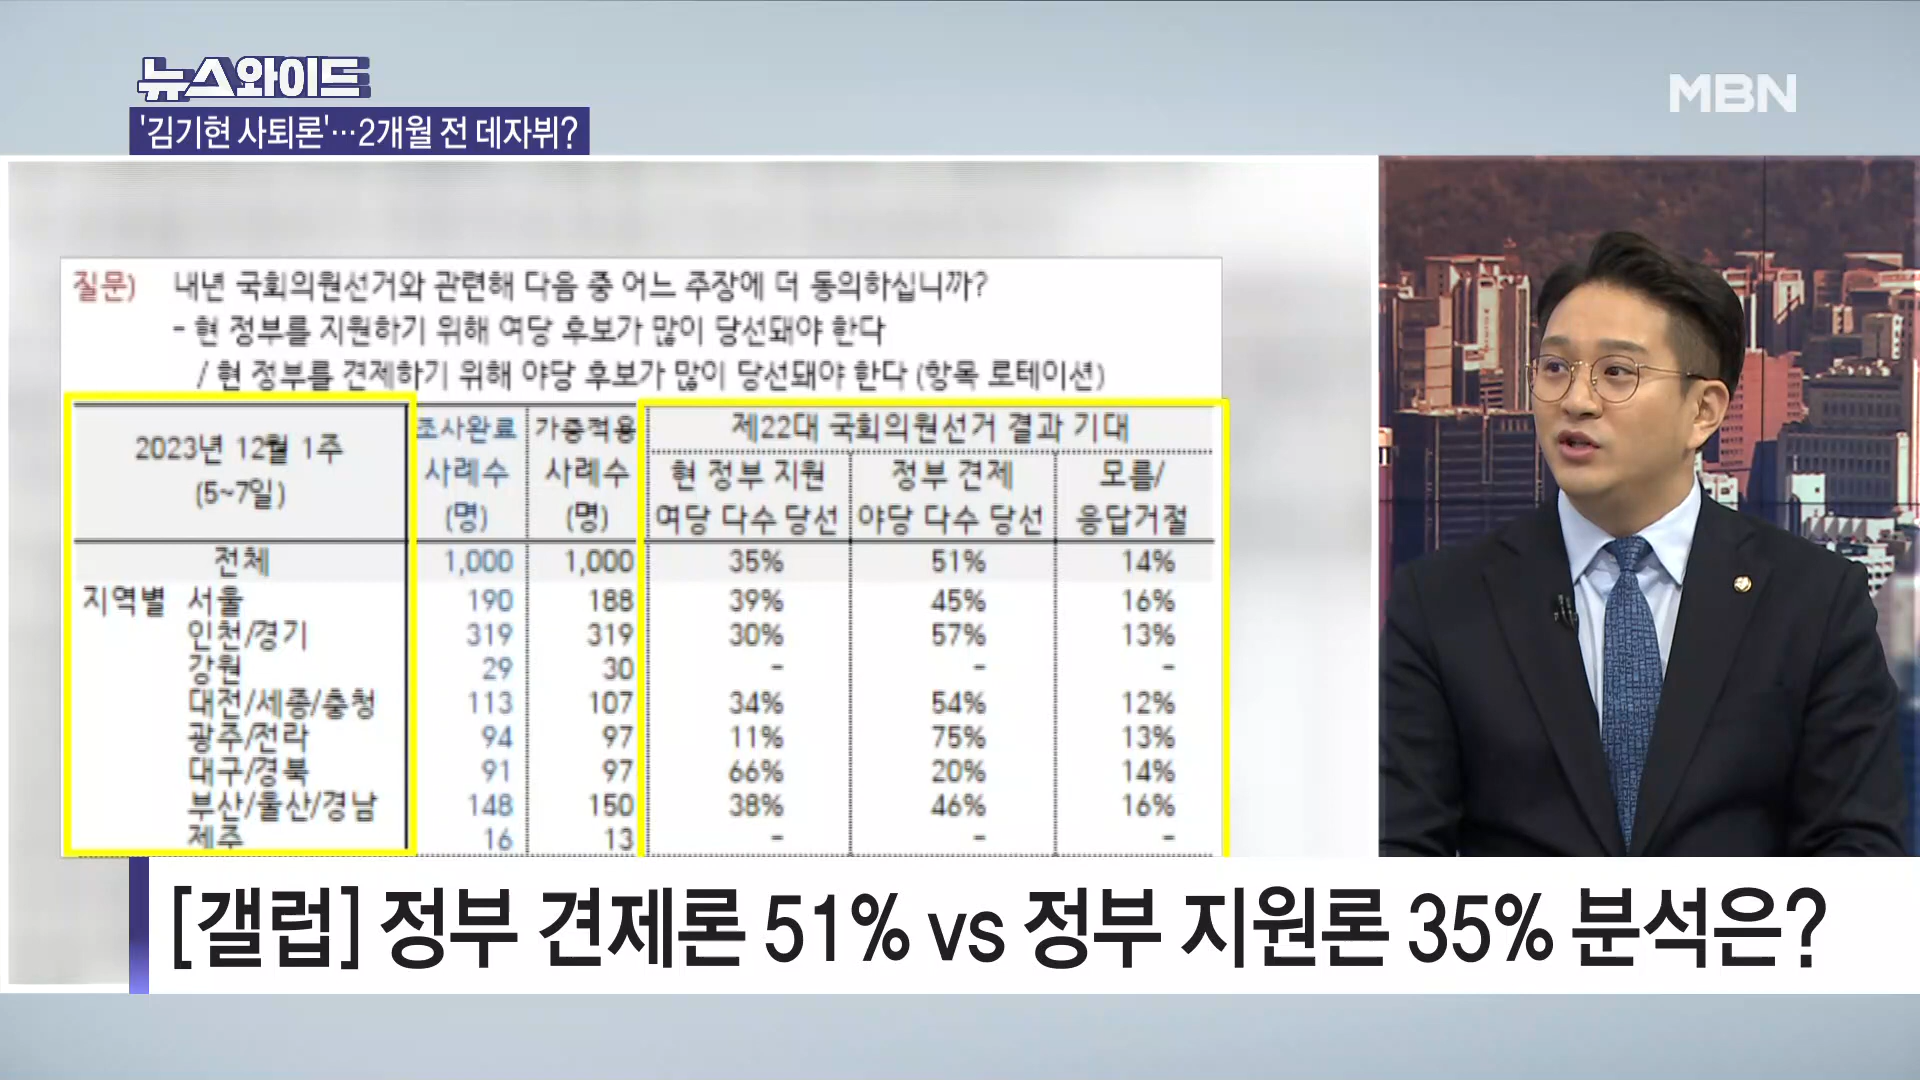 뉴스와이드
MBN
'김기현 사퇴론'…2개월 전 데자뷔?
질문) 내년 국회의원선거와 관련해 다음 중 어느 주장에 더 동의하십니까?
- 현 정부를 지원하기 위해 여당 후보가 많이 당선돼야 한다
/ 현 정부를 견제하기 위해 야당 후보가 많이 당선돼야 한다 (항목 로테이션)
2023년 12월 1주
(5~7일)
조사완료
사례수
(명)
가중적용
사례수
(명)
제22대 국회의원선거 결과 기대
현 정부 지원
여당 다수 당선
정부 견제
야당 다수 당선
모름/
응답거절
전체 1,000 1,000 35% 51% 14%
지역별 서울 190 188 39% 45% 16%
인천/경기 319 319 30% 57% 13%
강원 29 30 - - -
대전/세종/충청 113 107 34% 54% 12%
광주/전라 94 97 11% 75% 13%
대구/경북 91 97 66% 20% 14%
부산/울산/경남 148 150 38% 46% 16%
제주 16 13 - - -
[갤럽] 정부 견제론 51% vs 정부 지원론 35% 분석은?